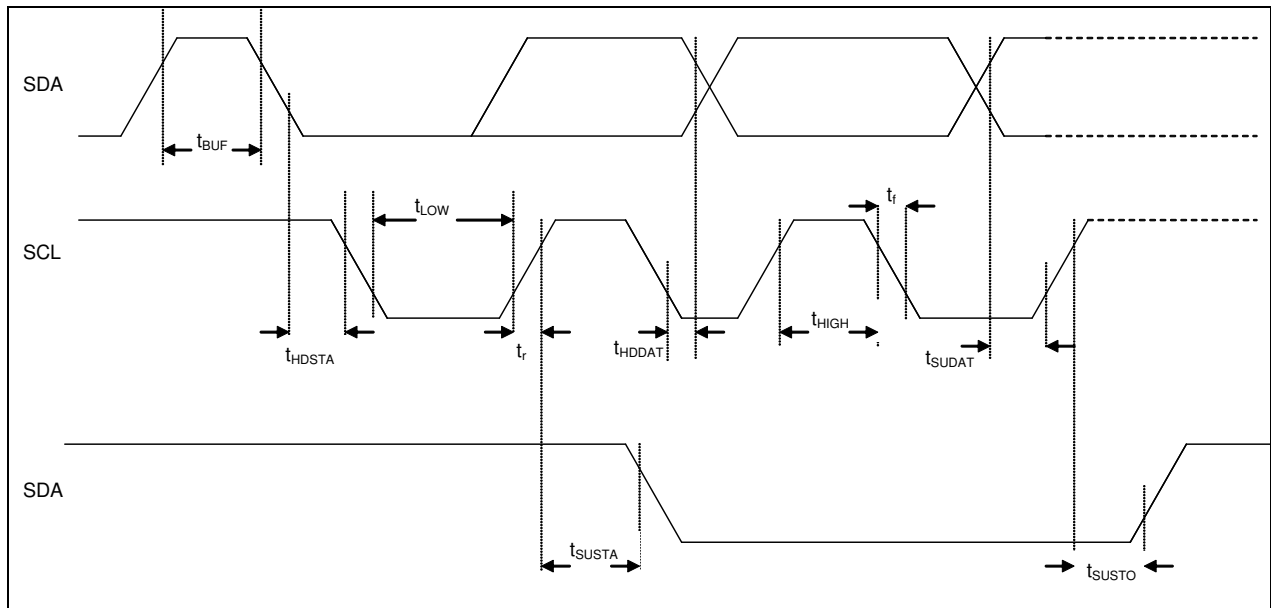 SDA
tBUF
tLOW
tf
SCL
tHDSTA
tr
tHDDAT
tHIGH
tSUDAT
SDA
tSUSTA
tSUSTO